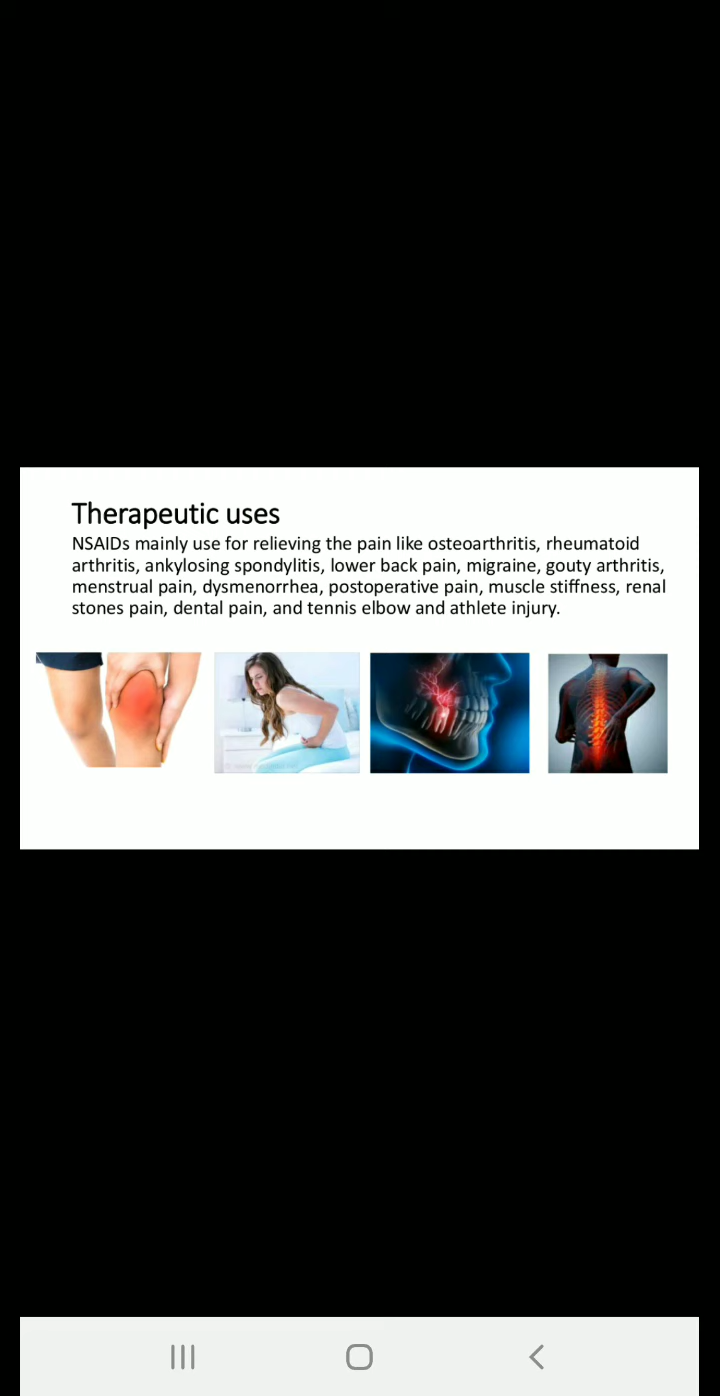 Therapeutic uses
NSAIDs mainly use for relieving the pain like osteoarthritis, rheumatoid
arthritis, ankylosing spondylitis, lower back pain, migraine, gouty arthritis,
menstrual pain, dysmenorrhea, postoperative pain, muscle stiffness, renal
stones pain, dental pain, and tennis elbow and athlete injury.